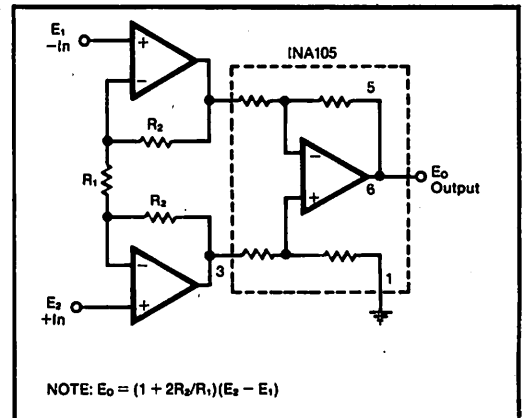 E₁
−In
INA105
5
R₂
R₁
6
E₀
Output
R₂
3
1
E₂
+In
NOTE: E₀ = (1 + 2R₂/R₁)(E₂ − E₁)